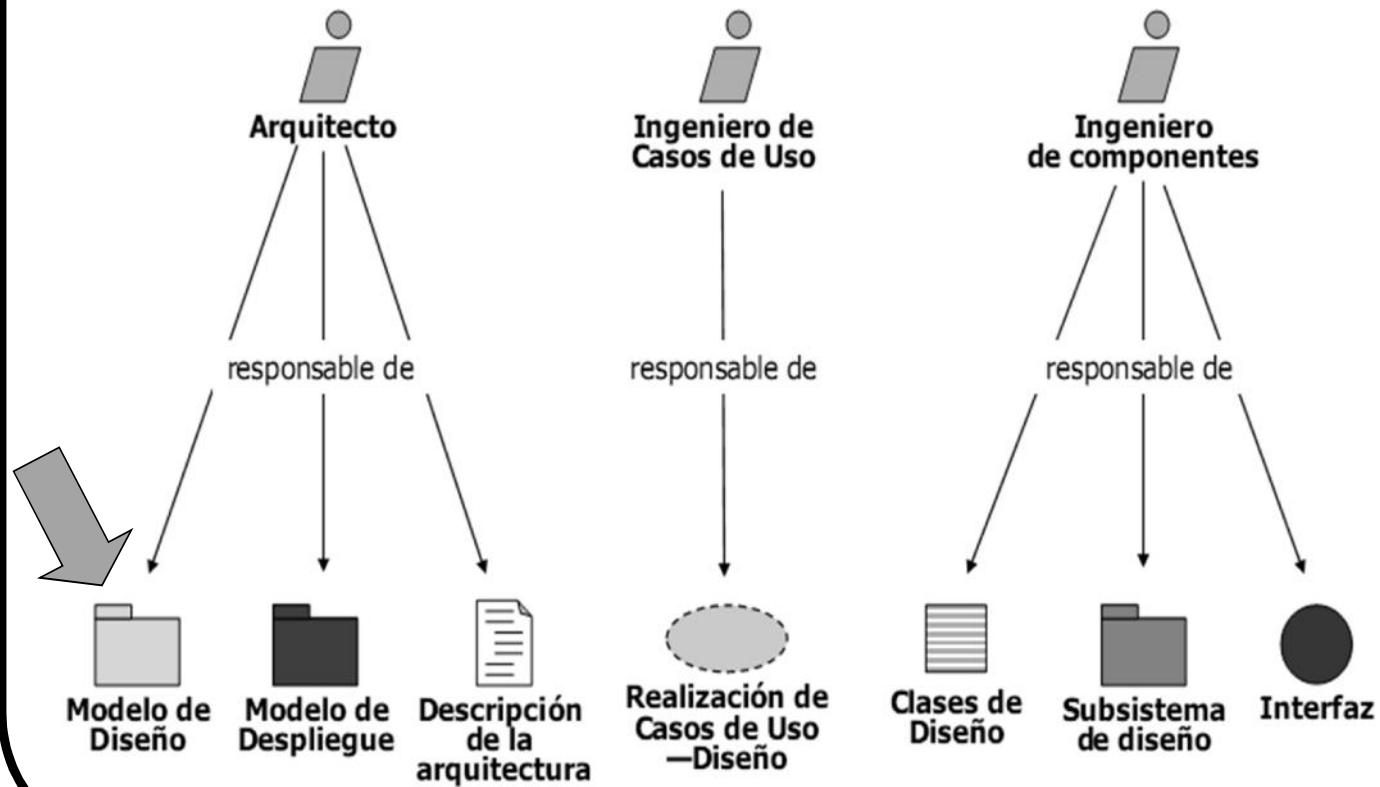 Arquitecto
Ingeniero de
Casos de Uso
Ingeniero
de componentes
responsable de
responsable de
responsable de
Modelo de
Diseño
Modelo de
Despliegue
Descripción
de la
arquitectura
Realización de
Casos de Uso
—Diseño
Clases de
Diseño
Subsistema
de diseño
Interfaz